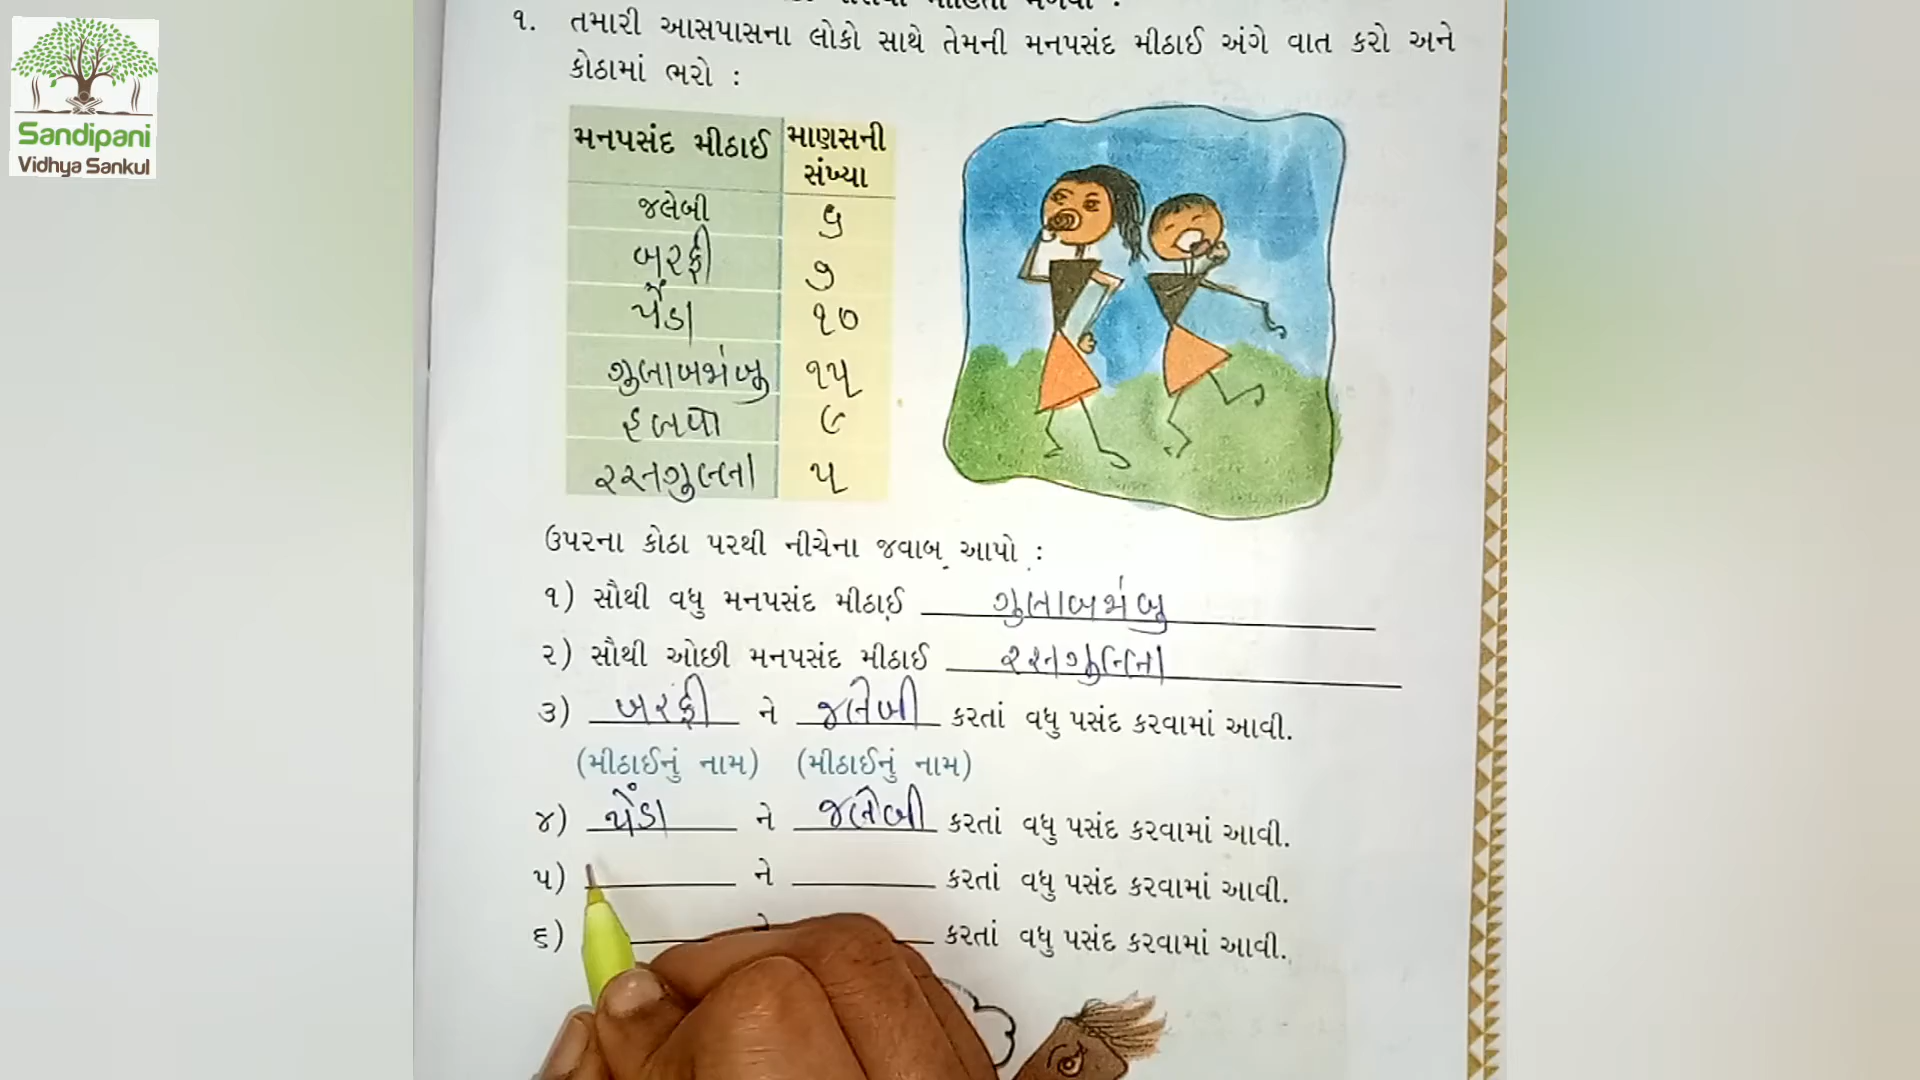 Sandipani
Vidhya Sankul
૧. તમારી આસપાસના લોકો સાથે તેમની મનપસંદ મીઠાઈ અંગે વાત કરો અને
કોઠામાં ભરો :
મનપસંદ મીઠાઈ માણસની
સંખ્યા
જલેબી
બરફી ૭
પેંડા ૧૦
ગુલાબજાંબુ ૧૫
હલવો ૯
રસગુલ્લા ૫
ઉપરના કોઠા પરથી નીચેના જવાબ આપો :
૧) સૌથી વધુ મનપસંદ મીઠાઈ ગુલાબજાંબુ
૨) સૌથી ઓછી મનપસંદ મીઠાઈ રસગુલ્લા
૩) બરફી ને જલેબી કરતાં વધુ પસંદ કરવામાં આવી.
(મીઠાઈનું નામ) (મીઠાઈનું નામ)
૪) પેંડા ને જલેબી કરતાં વધુ પસંદ કરવામાં આવી.
૫) ને કરતાં વધુ પસંદ કરવામાં આવી.
૬) કરતાં વધુ પસંદ કરવામાં આવી.